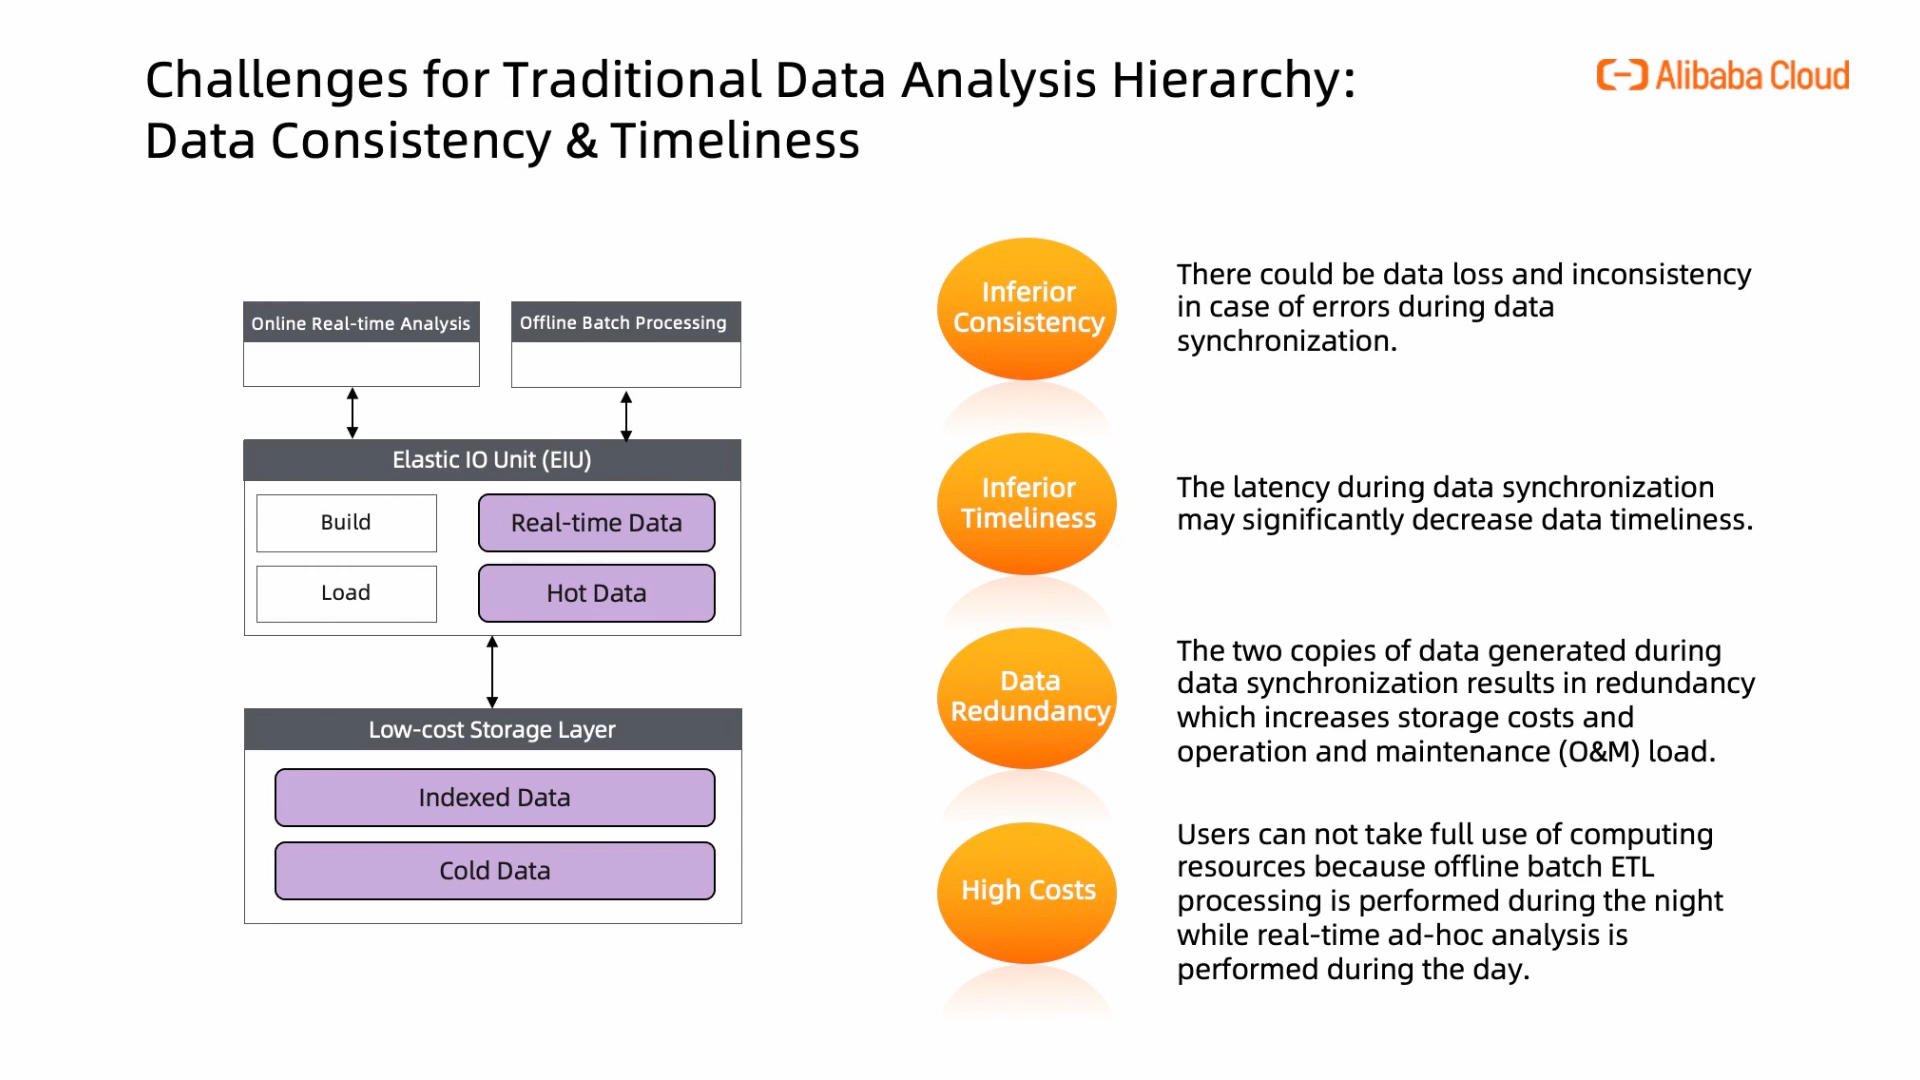 Challenges for Traditional Data Analysis Hierarchy:
Data Consistency & Timeliness
Alibaba Cloud
Online Real-time Analysis
Offline Batch Processing
Elastic IO Unit (EIU)
Build
Real-time Data
Load
Hot Data
Low-cost Storage Layer
Indexed Data
Cold Data
Inferior
Consistency
There could be data loss and inconsistency
in case of errors during data
synchronization.
Inferior
Timeliness
The latency during data synchronization
may significantly decrease data timeliness.
Data
Redundancy
The two copies of data generated during
data synchronization results in redundancy
which increases storage costs and
operation and maintenance (O&M) load.
High Costs
Users can not take full use of computing
resources because offline batch ETL
processing is performed during the night
while real-time ad-hoc analysis is
performed during the day.